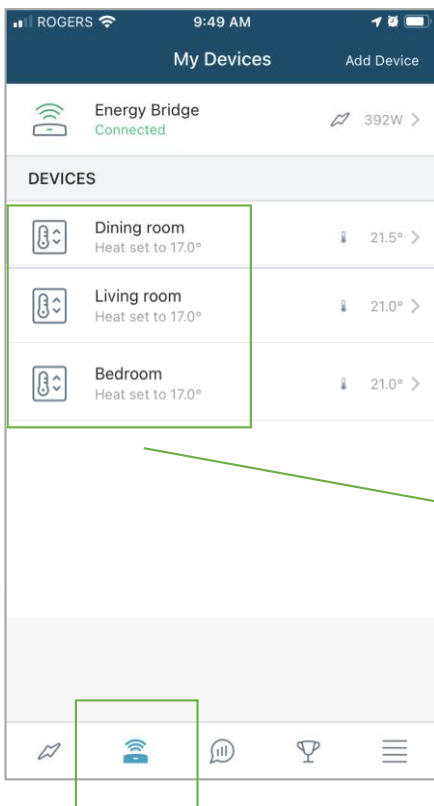 ROGERS 9:49 AM
My Devices Add Device
Energy Bridge
Connected
392W
DEVICES
Dining room
Heat set to 17.0°
21.5°
Living room
Heat set to 17.0°
21.0°
Bedroom
Heat set to 17.0°
21.0°